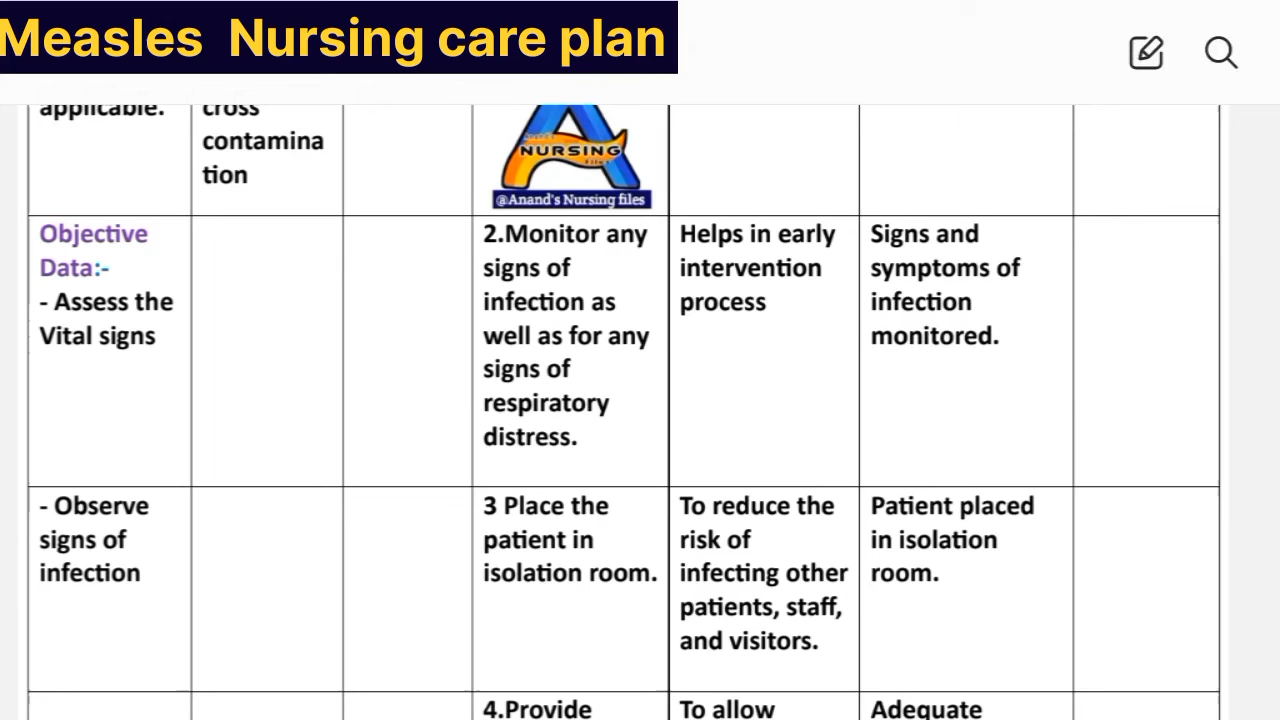 Measles Nursing care plan
applicable.
cross
contamina
tion
NURSING
files
@Anand's Nursing files
Objective
Data:-
- Assess the
Vital signs
2.Monitor any
signs of
infection as
well as for any
signs of
respiratory
distress.
Helps in early
intervention
process
Signs and
symptoms of
infection
monitored.
- Observe
signs of
infection
3 Place the
patient in
isolation room.
To reduce the
risk of
infecting other
patients, staff,
and visitors.
Patient placed
in isolation
room.
4.Provide
To allow
Adequate